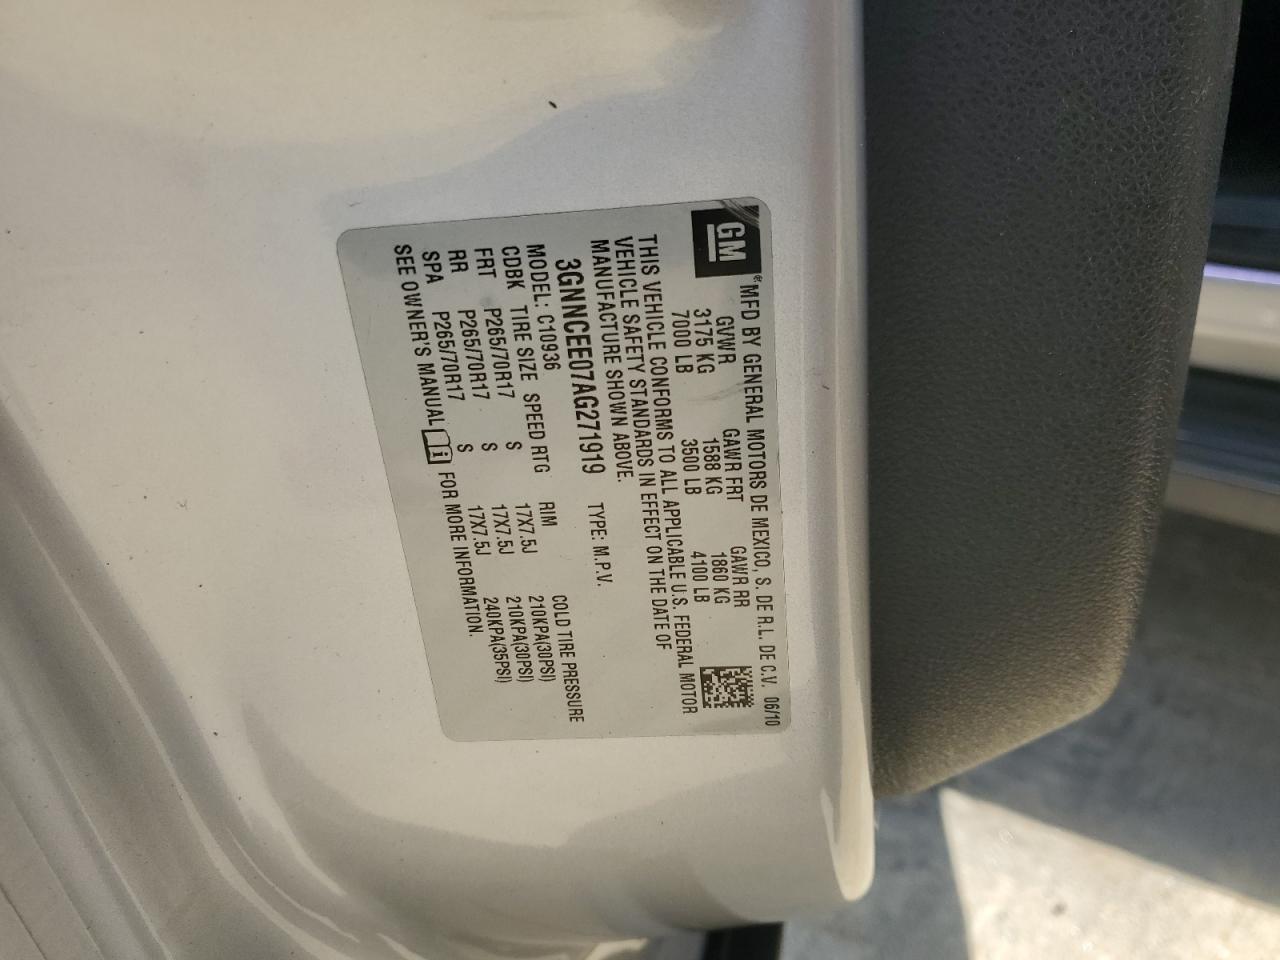 GM
®MFD BY GENERAL MOTORS DE MEXICO, S. DE R.L. DE C.V. 06/10
GVWR GAWR FRT GAWR RR
3175 KG 1588 KG 1860 KG
7000 LB 3500 LB 4100 LB
THIS VEHICLE CONFORMS TO ALL APPLICABLE U.S. FEDERAL MOTOR
VEHICLE SAFETY STANDARDS IN EFFECT ON THE DATE OF
MANUFACTURE SHOWN ABOVE.
3GNNCEE07AG271919 TYPE: M.P.V.
MODEL: C10936
CDBK TIRE SIZE SPEED RTG RIM COLD TIRE PRESSURE
FRT P265/70R17 S 17X7.5J 210KPA(30PSI)
RR P265/70R17 S 17X7.5J 210KPA(30PSI)
SPA P265/70R17 S 17X7.5J 240KPA(35PSI)
SEE OWNER'S MANUAL i FOR MORE INFORMATION.